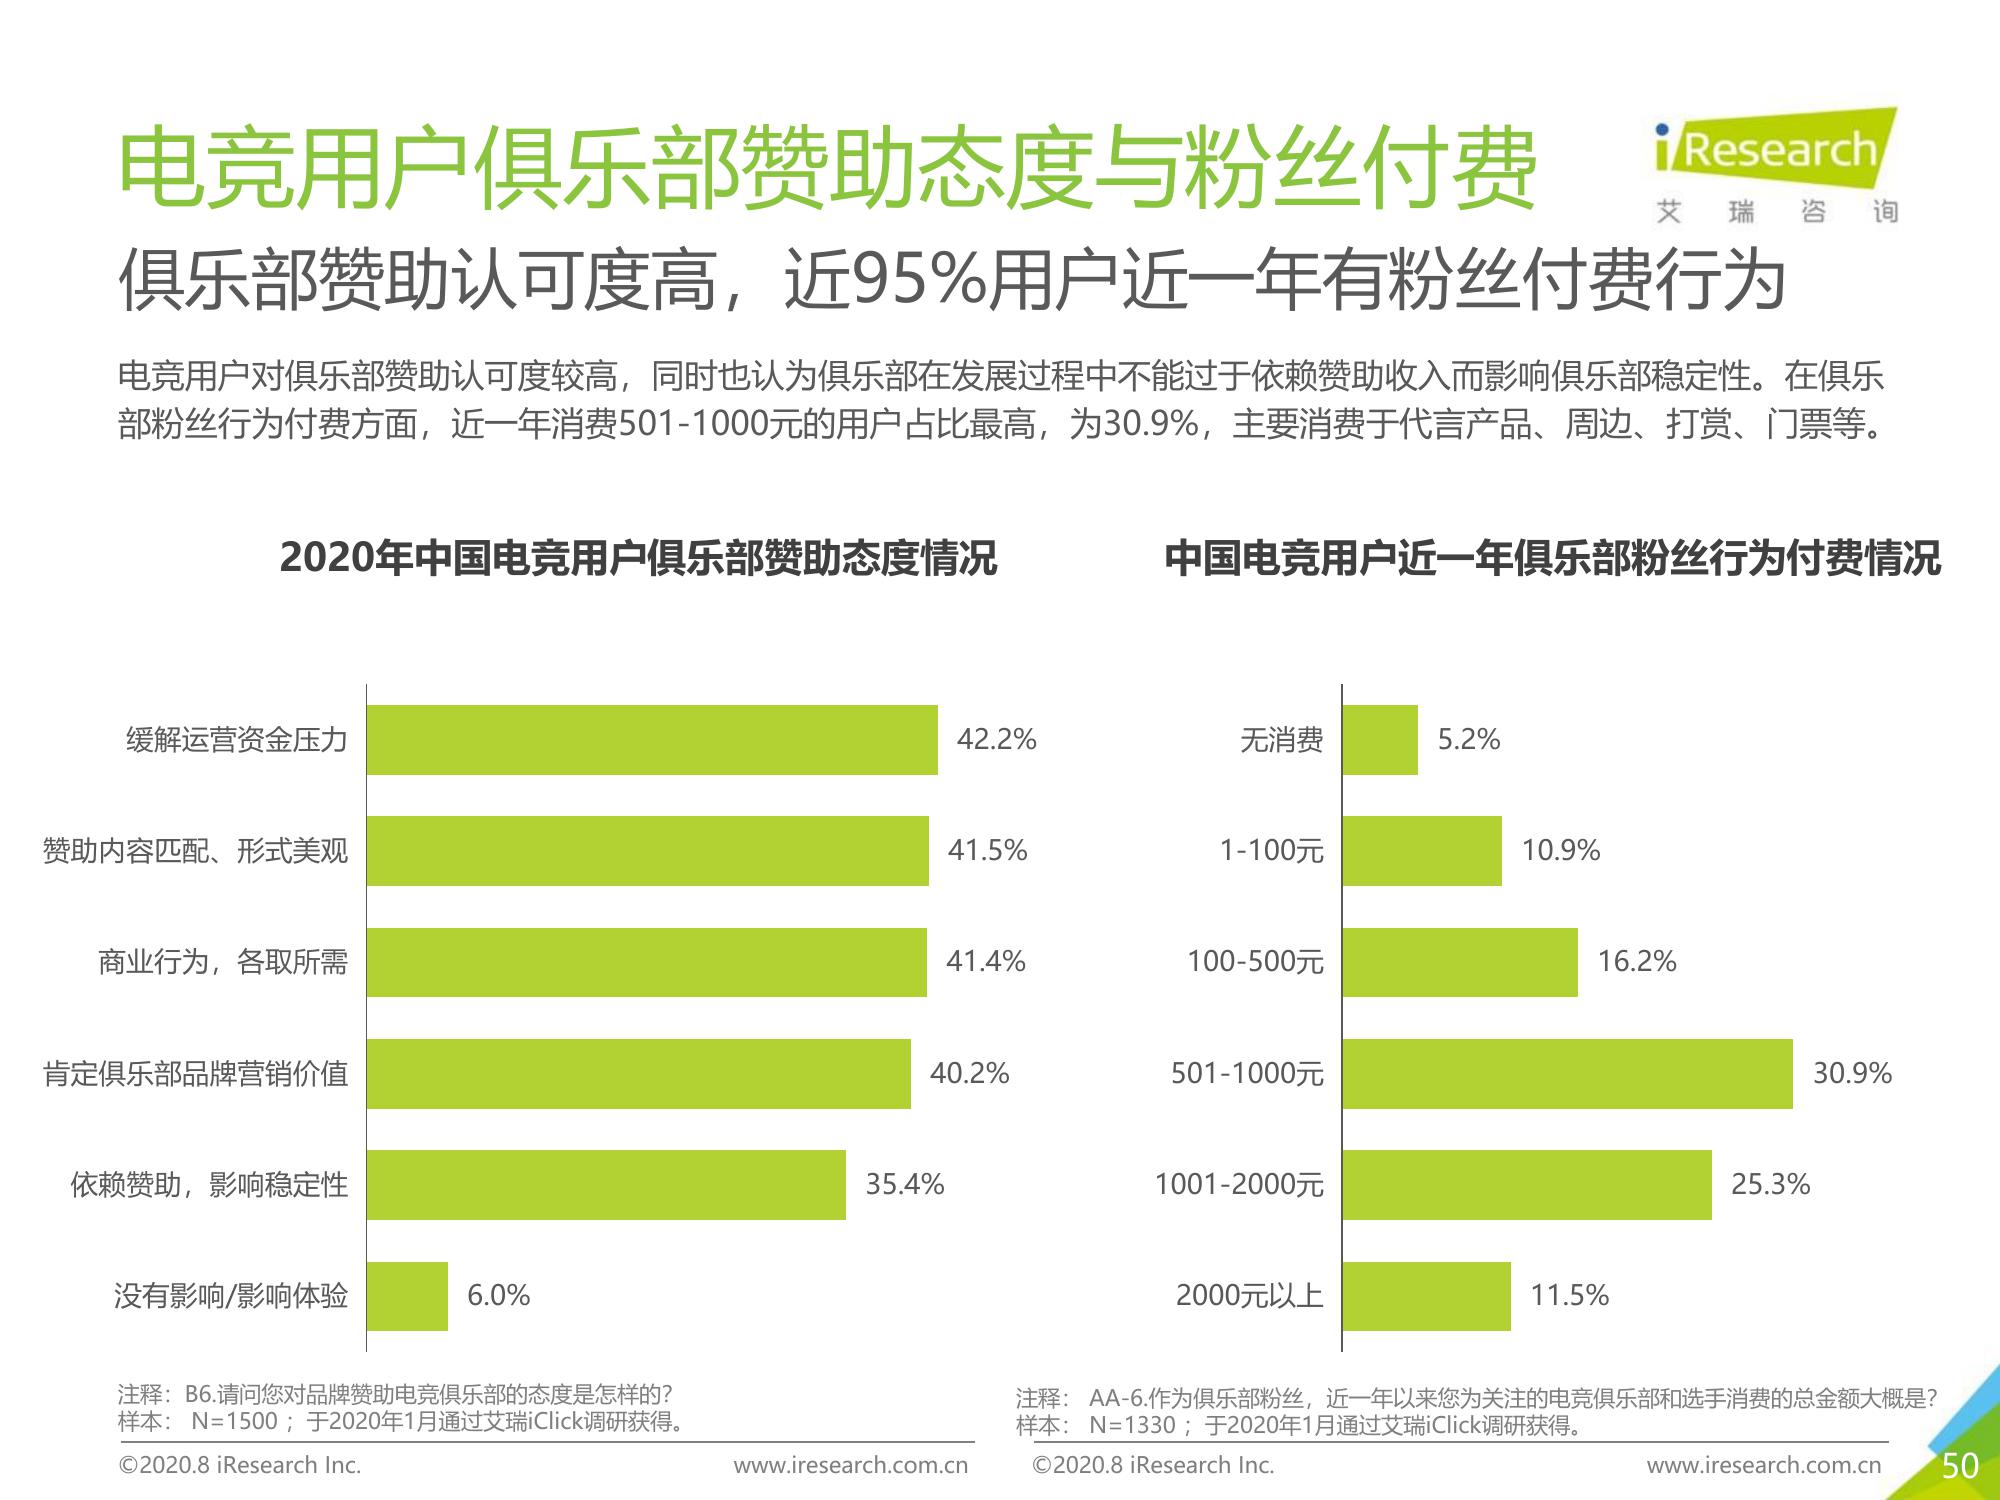 电竞用户俱乐部赞助态度与粉丝付费
iResearch
艾瑞咨询
俱乐部赞助认可度高，近95%用户近一年有粉丝付费行为
电竞用户对俱乐部赞助认可度较高，同时也认为俱乐部在发展过程中不能过于依赖赞助收入而影响俱乐部稳定性。在俱乐
部粉丝行为付费方面，近一年消费501-1000元的用户占比最高，为30.9%，主要消费于代言产品、周边、打赏、门票等。
2020年中国电竞用户俱乐部赞助态度情况
缓解运营资金压力 42.2%
赞助内容匹配、形式美观 41.5%
商业行为，各取所需 41.4%
肯定俱乐部品牌营销价值 40.2%
依赖赞助，影响稳定性 35.4%
没有影响/影响体验 6.0%
注释：B6.请问您对品牌赞助电竞俱乐部的态度是怎样的？
样本： N=1500 ；于2020年1月通过艾瑞iClick调研获得。
©2020.8 iResearch Inc. www.iresearch.com.cn
中国电竞用户近一年俱乐部粉丝行为付费情况
无消费 5.2%
1-100元 10.9%
100-500元 16.2%
501-1000元 30.9%
1001-2000元 25.3%
2000元以上 11.5%
注释： AA-6.作为俱乐部粉丝，近一年以来您为关注的电竞俱乐部和选手消费的总金额大概是？
样本： N=1330 ；于2020年1月通过艾瑞iClick调研获得。
©2020.8 iResearch Inc. www.iresearch.com.cn
50